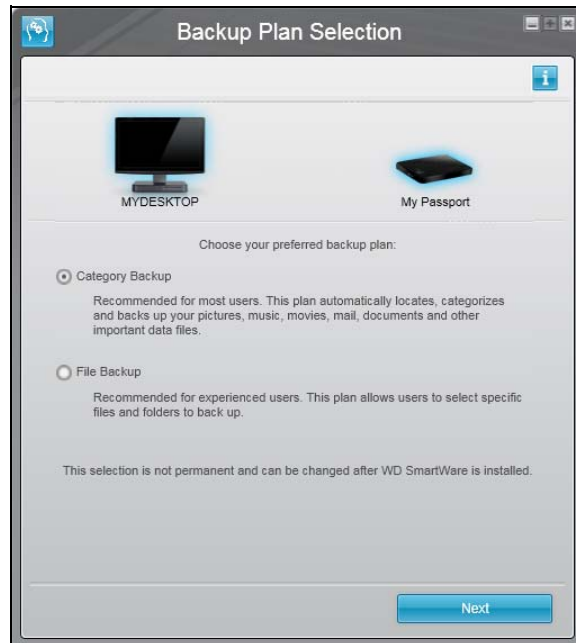 Backup Plan Selection
i
MYDESKTOP
My Passport
Choose your preferred backup plan:
Category Backup
Recommended for most users. This plan automatically locates, categorizes
and backs up your pictures, music, movies, mail, documents and other
important data files.
File Backup
Recommended for experienced users. This plan allows users to select specific
files and folders to back up.
This selection is not permanent and can be changed after WD SmartWare is installed.
Next